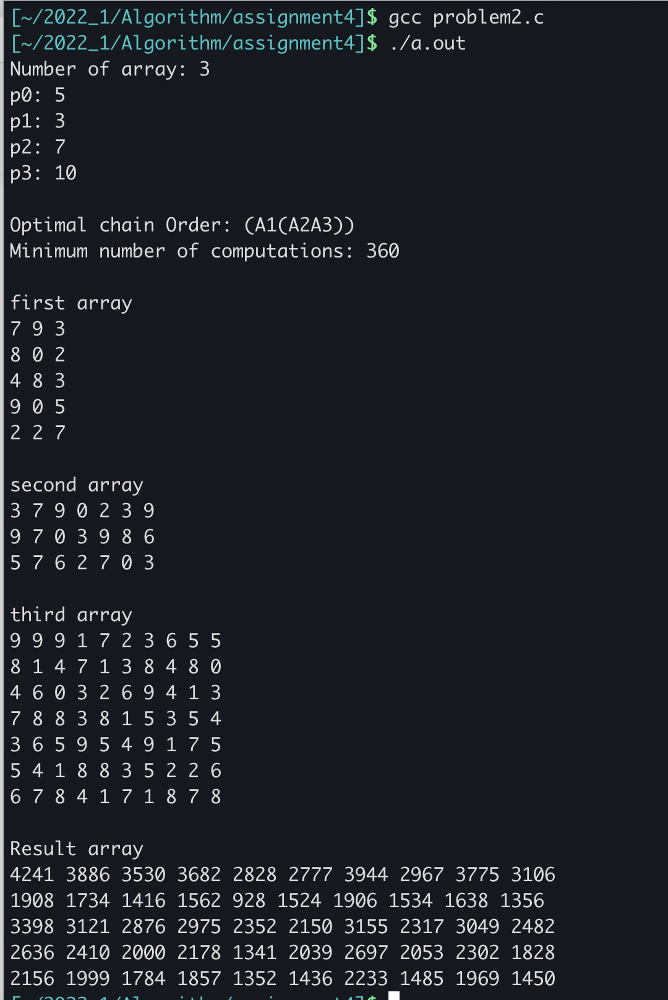 [~/2022_1/Algorithm/assignment4]$ gcc problem2.c
[~/2022_1/Algorithm/assignment4]$ ./a.out
Number of array: 3
p0: 5
p1: 3
p2: 7
p3: 10
Optimal chain Order: (A1(A2A3))
Minimum number of computations: 360
first array
7 9 3
8 0 2
4 8 3
9 0 5
2 2 7
second array
3 7 9 0 2 3 9
9 7 0 3 9 8 6
5 7 6 2 7 0 3
third array
9 9 9 1 7 2 3 6 5 5
8 1 4 7 1 3 8 4 8 0
4 6 0 3 2 6 9 4 1 3
7 8 8 3 8 1 5 3 5 4
3 6 5 9 5 4 9 1 7 5
5 4 1 8 8 3 5 2 2 6
6 7 8 4 1 7 1 8 7 8
Result array
4241 3886 3530 3682 2828 2777 3944 2967 3775 3106
1908 1734 1416 1562 928 1524 1906 1534 1638 1356
3398 3121 2876 2975 2352 2150 3155 2317 3049 2482
2636 2410 2000 2178 1341 2039 2697 2053 2302 1828
2156 1999 1784 1857 1352 1436 2233 1485 1969 1450